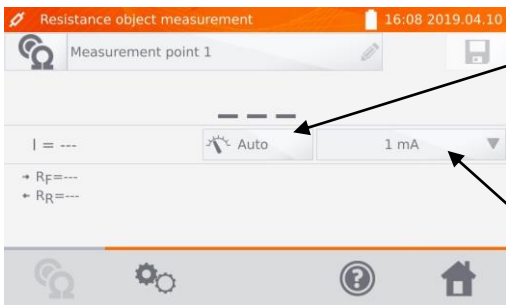 Resistance object measurement 16:08 2019.04.10
Measurement point 1
---
I = --- Auto 1 mA
→ RF=---
← RR=---